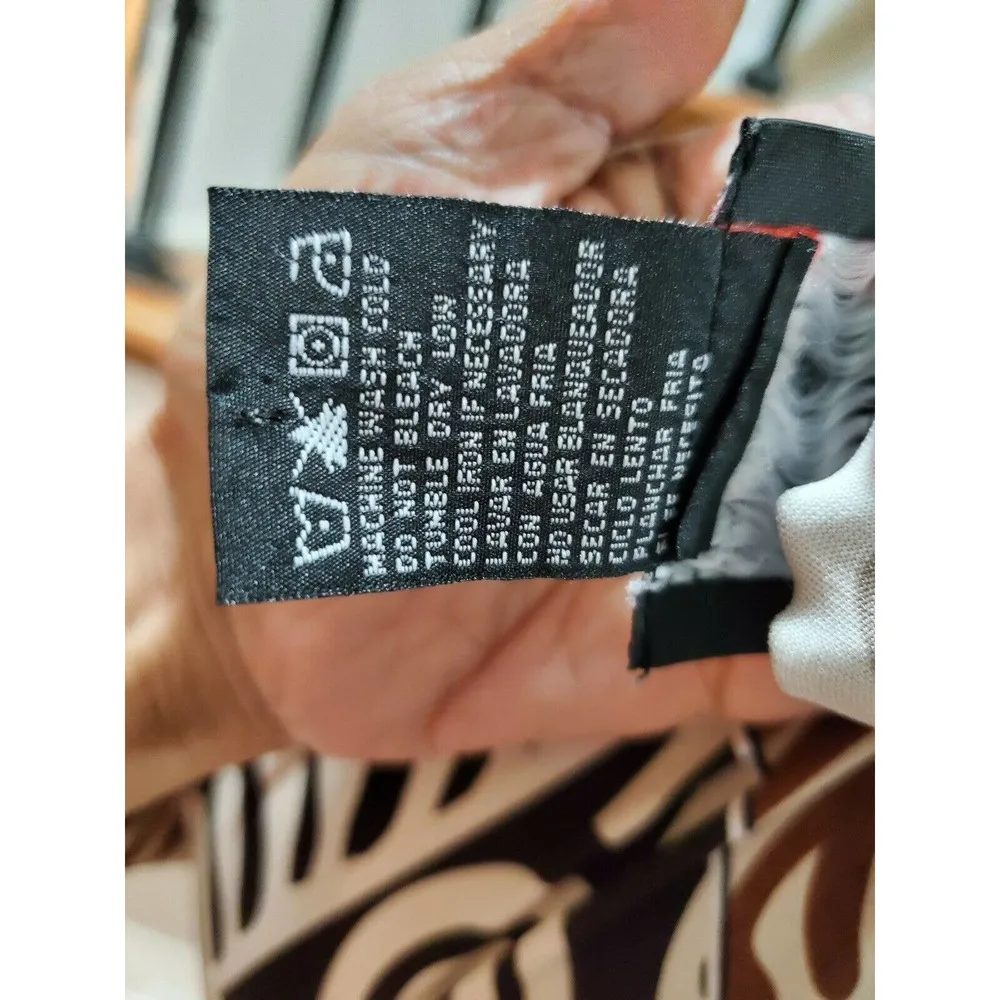 MACHINE WASH COLD
DO NOT BLEACH
TUMBLE DRY LOW
COOL IRON IF NECESSARY
LAVAR EN LAVADORA
CON AGUA FRIA
NO USAR BLANQUEADOR
SECAR EN SECADORA
CICLO LENTO
PLANCHAR FRIA